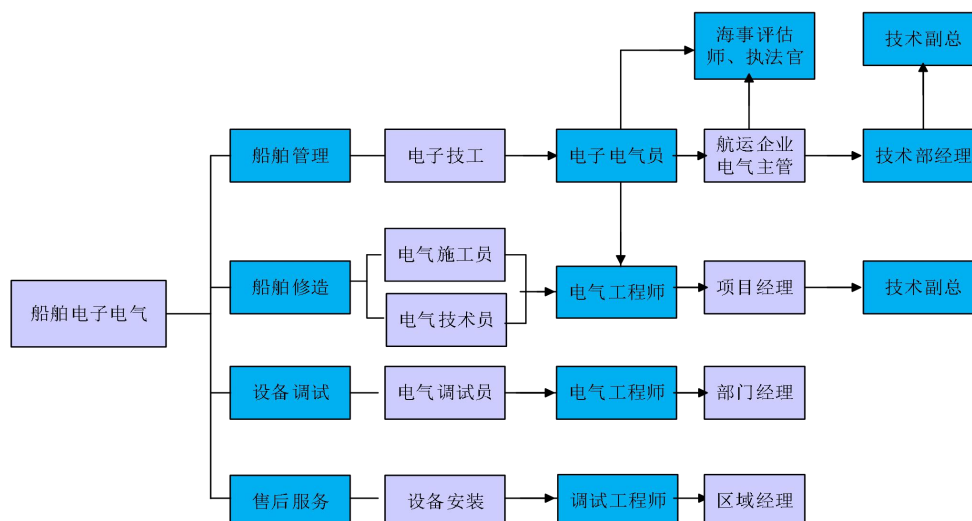 海事评估
师、执法官
技术副总
船舶管理
电子技工
电子电气员
航运企业
电气主管
技术部经理
电气施工员
船舶修造
电气技术员
电气工程师
项目经理
技术副总
船舶电子电气
设备调试
电气调试员
电气工程师
部门经理
售后服务
设备安装
调试工程师
区域经理